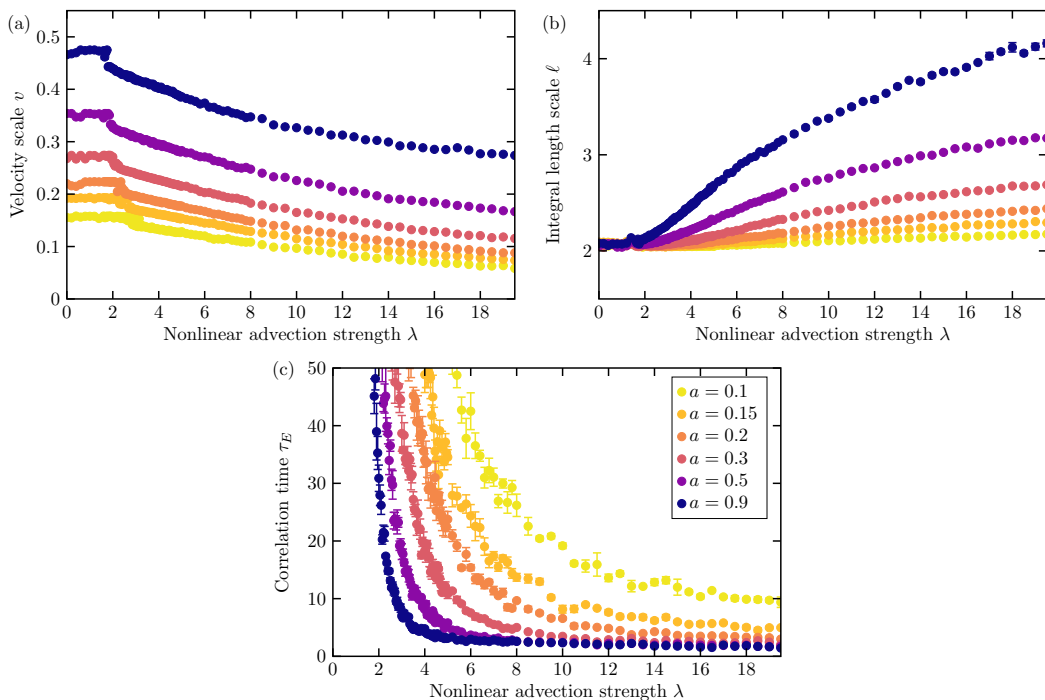 (a)
0.5
0.4
0.3
0.2
0.1
0
Velocity scale v
0 2 4 6 8 10 12 14 16 18
Nonlinear advection strength λ
(b)
4
3
2
Integral length scale ℓ
0 2 4 6 8 10 12 14 16 18
Nonlinear advection strength λ
(c)
50
40
30
20
10
0
Correlation time τ_E
0 2 4 6 8 10 12 14 16 18
Nonlinear advection strength λ
a = 0.1
a = 0.15
a = 0.2
a = 0.3
a = 0.5
a = 0.9